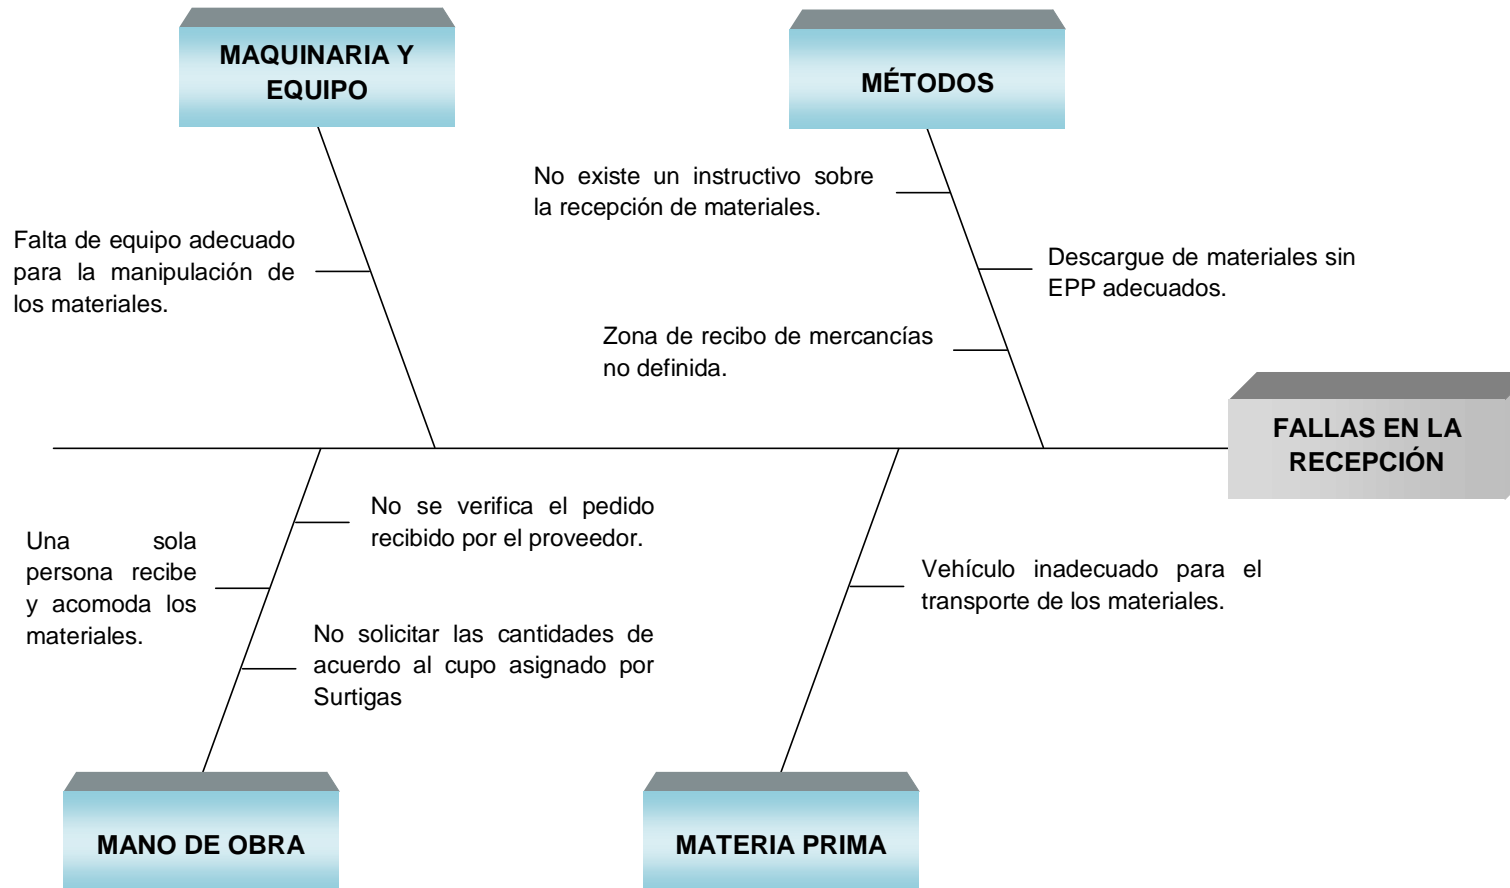 MAQUINARIA Y
EQUIPO
MÉTODOS
No existe un instructivo sobre
la recepción de materiales.
Falta de equipo adecuado
para la manipulación de
los materiales.
Descargue de materiales sin
EPP adecuados.
Zona de recibo de mercancías
no definida.
FALLAS EN LA
RECEPCIÓN
No se verifica el pedido
recibido por el proveedor.
Una sola
persona recibe
y acomoda los
materiales.
Vehículo inadecuado para el
transporte de los materiales.
No solicitar las cantidades de
acuerdo al cupo asignado por
Surtigas
MANO DE OBRA
MATERIA PRIMA